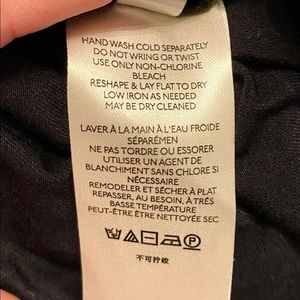 HAND WASH COLD SEPARATELY
DO NOT WRING OR TWIST
USE ONLY NON-CHLORINE
BLEACH
RESHAPE & LAY FLAT TO DRY
LOW IRON AS NEEDED
MAY BE DRY CLEANED
LAVER À LA MAIN À L'EAU FROIDE
SÉPARÉMEN
NE PAS TORDRE OU ESSORER
UTILISER UN AGENT DE
BLANCHIMENT SANS CHLORE SI
NÉCESSAIRE
REMODELER ET SÉCHER À PLAT
REPASSER, AU BESOIN, À TRÈS
BASSE TEMPÉRATURE
PEUT-ÊTRE ÊTRE NETTOYÉE SEC
P
不可拧绞